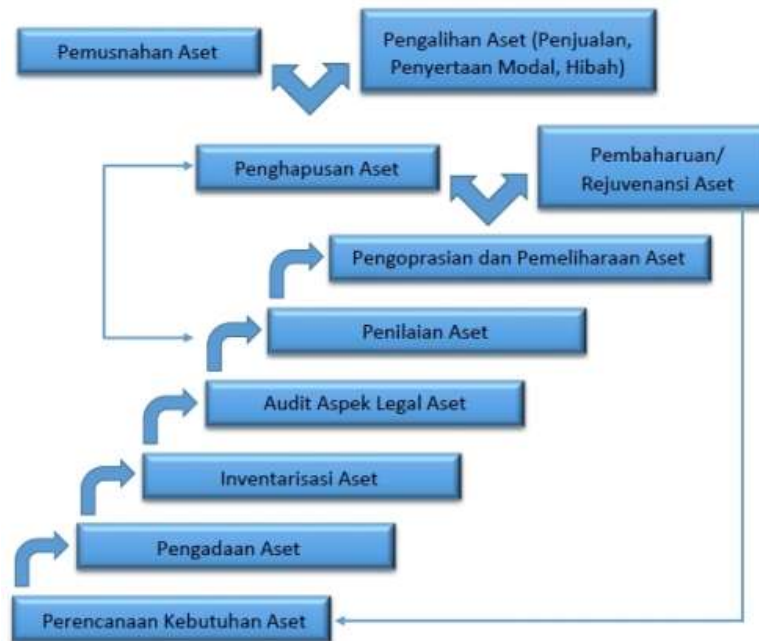 Pemusnahan Aset
Pengalihan Aset (Penjualan,
Penyertaan Modal, Hibah)
Penghapusan Aset
Pembaharuan/
Rejuvenansi Aset
Pengoprasian dan Pemeliharaan Aset
Penilaian Aset
Audit Aspek Legal Aset
Inventarisasi Aset
Pengadaan Aset
Perencanaan Kebutuhan Aset